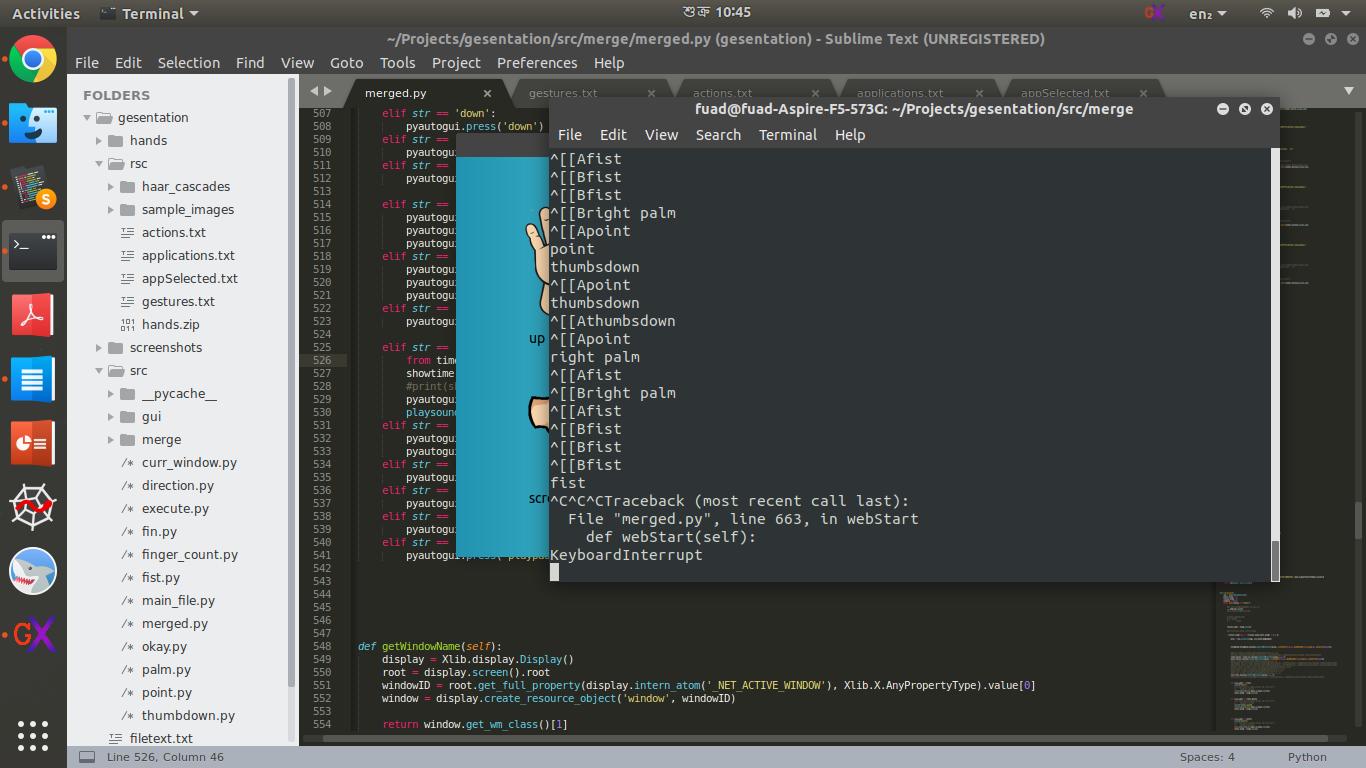 Activities
Terminal
শুক্র 10:45
en₂
~/Projects/gesentation/src/merge/merged.py (gesentation) - Sublime Text (UNREGISTERED)
File Edit Selection Find View Goto Tools Project Preferences Help
FOLDERS
gesentation
hands
rsc
haar_cascades
sample_images
actions.txt
applications.txt
appSelected.txt
gestures.txt
hands.zip
screenshots
src
__pycache__
gui
merge
curr_window.py
direction.py
execute.py
fin.py
finger_count.py
fist.py
main_file.py
merged.py
okay.py
palm.py
point.py
thumbdown.py
filetext.txt
merged.py
gestures.txt
actions.txt
applications.txt
appSelected.txt
507 elif str == 'down':
508 pyautogui.press('down')
509 elif str ==
510 pyautogu
511 elif str ==
512 pyautogu
513
514 elif str ==
515 pyautogu
516 pyautogu
517 pyautogu
518 elif str ==
519 pyautogu
520 pyautogu
521 pyautogu
522 elif str ==
523 pyautogu
524
525 elif str ==
526 from time
527 showtime
528 #print(s
529 pyautogu
530 playsound
531 elif str ==
532 pyautogu
533 pyautogu
534 elif str ==
535 pyautogu
536 elif str ==
537 pyautogu
538 elif str ==
539 pyautogu
540 elif str ==
541 pyautogui.press('playpau
542
543
544
545
546
547
548 def getWindowName(self):
549 display = Xlib.display.Display()
550 root = display.screen().root
551 windowID = root.get_full_property(display.intern_atom('_NET_ACTIVE_WINDOW'), Xlib.X.AnyPropertyType).value[0]
552 window = display.create_resource_object('window', windowID)
553
554 return window.get_wm_class()[1]
up
scre
fuad@fuad-Aspire-F5-573G: ~/Projects/gesentation/src/merge
File Edit View Search Terminal Help
^[[Afist
^[[Bfist
^[[Bfist
^[[Bright palm
^[[Apoint
point
thumbsdown
^[[Apoint
thumbsdown
^[[Athumbsdown
^[[Apoint
right palm
^[[Afist
^[[Bright palm
^[[Afist
^[[Bfist
^[[Bfist
^[[Bfist
fist
^C^C^CTraceback (most recent call last):
File "merged.py", line 663, in webStart
def webStart(self):
KeyboardInterrupt
Line 526, Column 46
Spaces: 4
Python